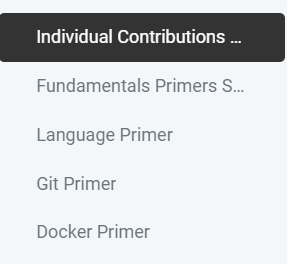 Individual Contributions ...
Fundamentals Primers S...
Language Primer
Git Primer
Docker Primer